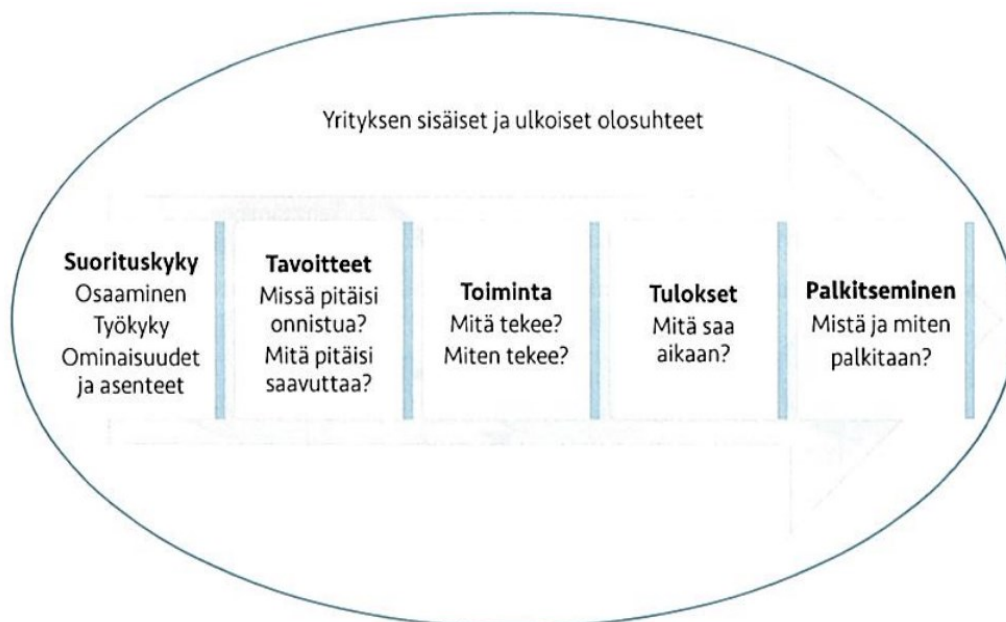 Yrityksen sisäiset ja ulkoiset olosuhteet
Suorituskyky
Osaaminen
Työkyky
Ominaisuudet
ja asenteet
Tavoitteet
Missä pitäisi
onnistua?
Mitä pitäisi
saavuttaa?
Toiminta
Mitä tekee?
Miten tekee?
Tulokset
Mitä saa
aikaan?
Palkitseminen
Mistä ja miten
palkitaan?